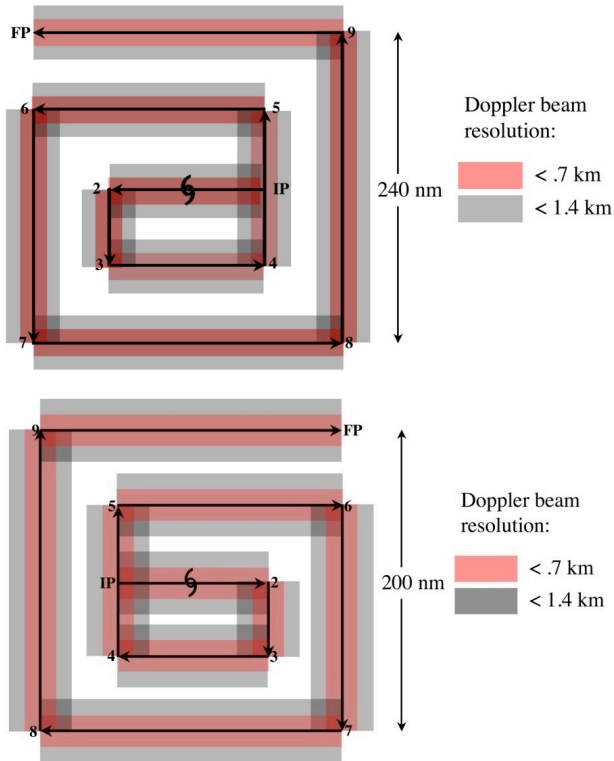 FP
9
6
5
Doppler beam
resolution:
< .7 km
< 1.4 km
2
IP
240 nm
3
4
7
8
9
FP
5
6
Doppler beam
resolution:
< .7 km
< 1.4 km
IP
2
200 nm
4
3
8
7